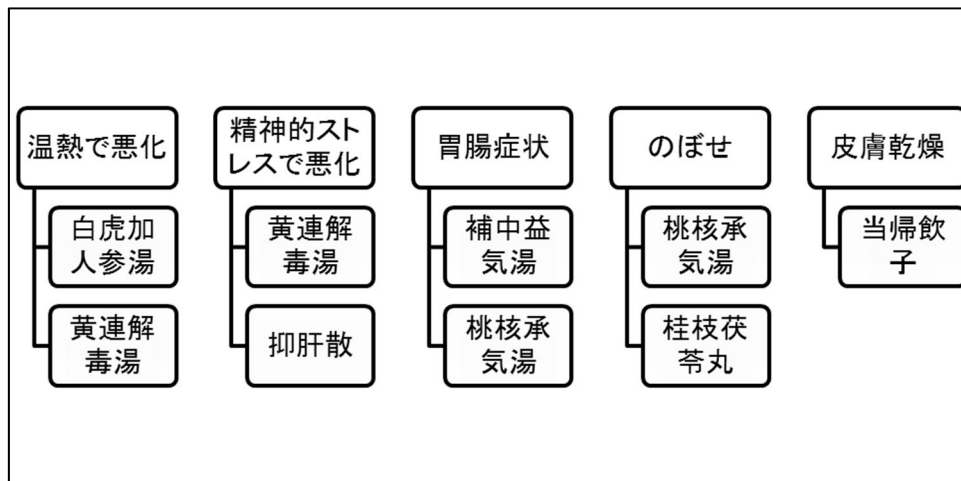 温熱で悪化
白虎加
人参湯
黄連解
毒湯
精神的スト
レスで悪化
黄連解
毒湯
抑肝散
胃腸症状
補中益
気湯
桃核承
気湯
のぼせ
桃核承
気湯
桂枝茯
苓丸
皮膚乾燥
当帰飲
子